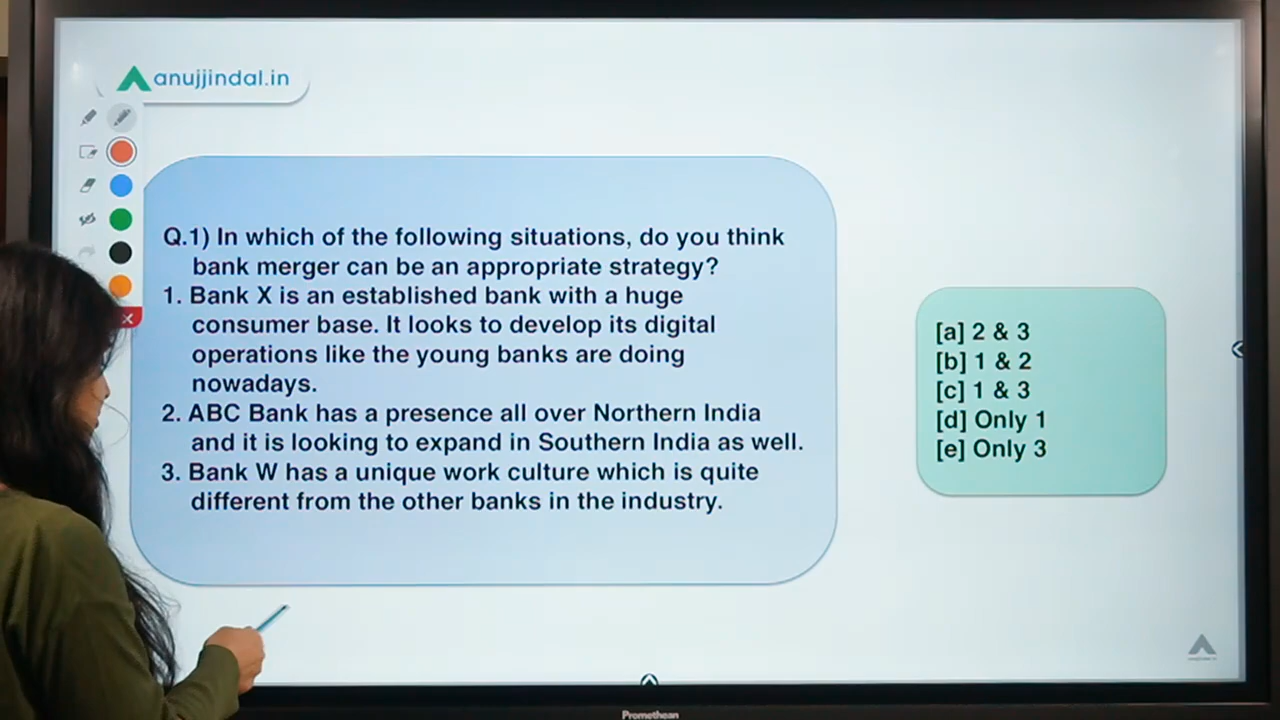 anujjindal.in
Q.1) In which of the following situations, do you think
bank merger can be an appropriate strategy?
1. Bank X is an established bank with a huge
consumer base. It looks to develop its digital
operations like the young banks are doing
nowadays.
2. ABC Bank has a presence all over Northern India
and it is looking to expand in Southern India as well.
3. Bank W has a unique work culture which is quite
different from the other banks in the industry.
[a] 2 & 3
[b] 1 & 2
[c] 1 & 3
[d] Only 1
[e] Only 3
Promethean